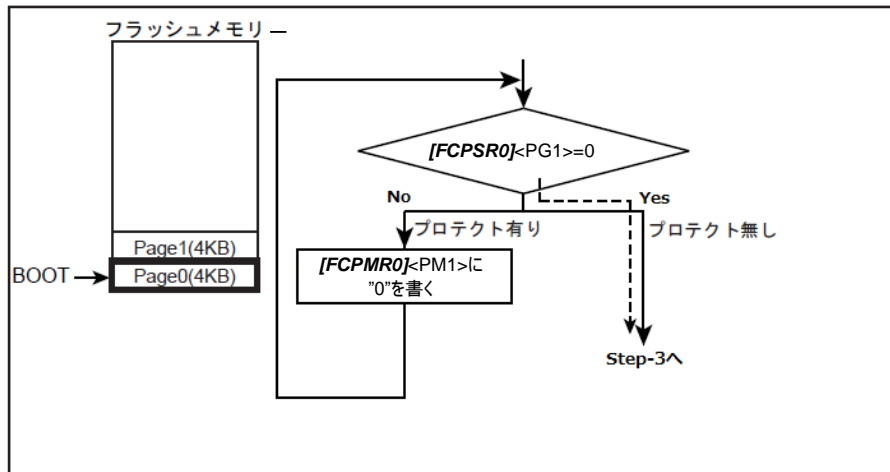 フラッシュメモリ
[FCPSR0]<PG1>=0
No
Yes
プロテクト有り
プロテクト無し
Page1(4KB)
BOOT
Page0(4KB)
[FCPMR0]<PM1>に
"0"を書く
Step-3へ